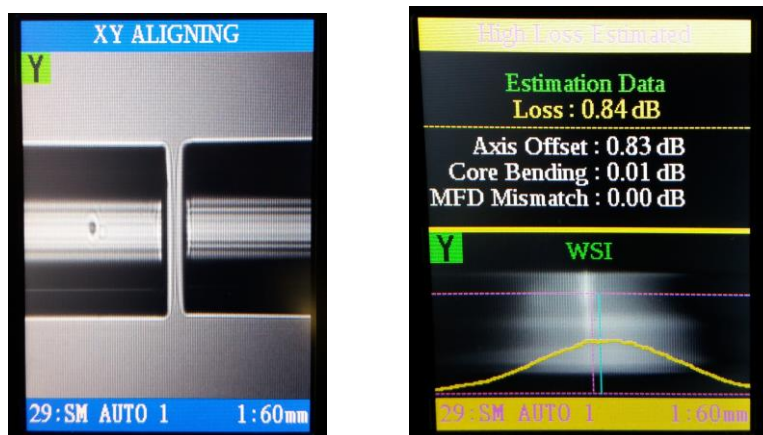 XY ALIGNING
Y
29:SM AUTO 1 1:60mm
High Loss Estimated
Estimation Data
Loss : 0.84 dB
Axis Offset : 0.83 dB
Core Bending : 0.01 dB
MFD Mismatch : 0.00 dB
Y
WSI
29:SM AUTO 1 1:60mm